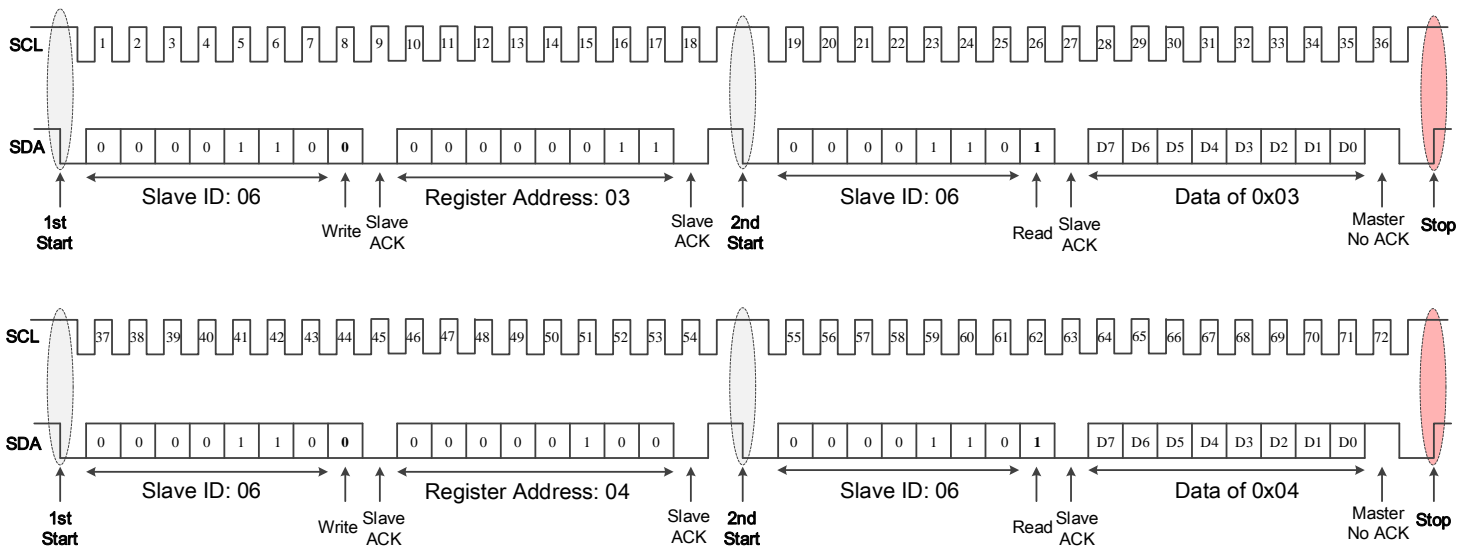 SCL 1 2 3 4 5 6 7 8 9 10 11 12 13 14 15 16 17 18 19 20 21 22 23 24 25 26 27 28 29 30 31 32 33 34 35 36
SDA 0 0 0 0 1 1 0 0 0 0 0 0 0 0 1 1 0 0 0 0 1 1 0 1 D7 D6 D5 D4 D3 D2 D1 D0
Slave ID: 06 Register Address: 03 Slave ID: 06 Data of 0x03
1st Start Write Slave ACK Slave ACK 2nd Start Read Slave ACK Master No ACK Stop
SCL 37 38 39 40 41 42 43 44 45 46 47 48 49 50 51 52 53 54 55 56 57 58 59 60 61 62 63 64 65 66 67 68 69 70 71 72
SDA 0 0 0 0 1 1 0 0 0 0 0 0 0 1 0 0 0 0 0 0 1 1 0 1 D7 D6 D5 D4 D3 D2 D1 D0
Slave ID: 06 Register Address: 04 Slave ID: 06 Data of 0x04
1st Start Write Slave ACK Slave ACK 2nd Start Read Slave ACK Master No ACK Stop